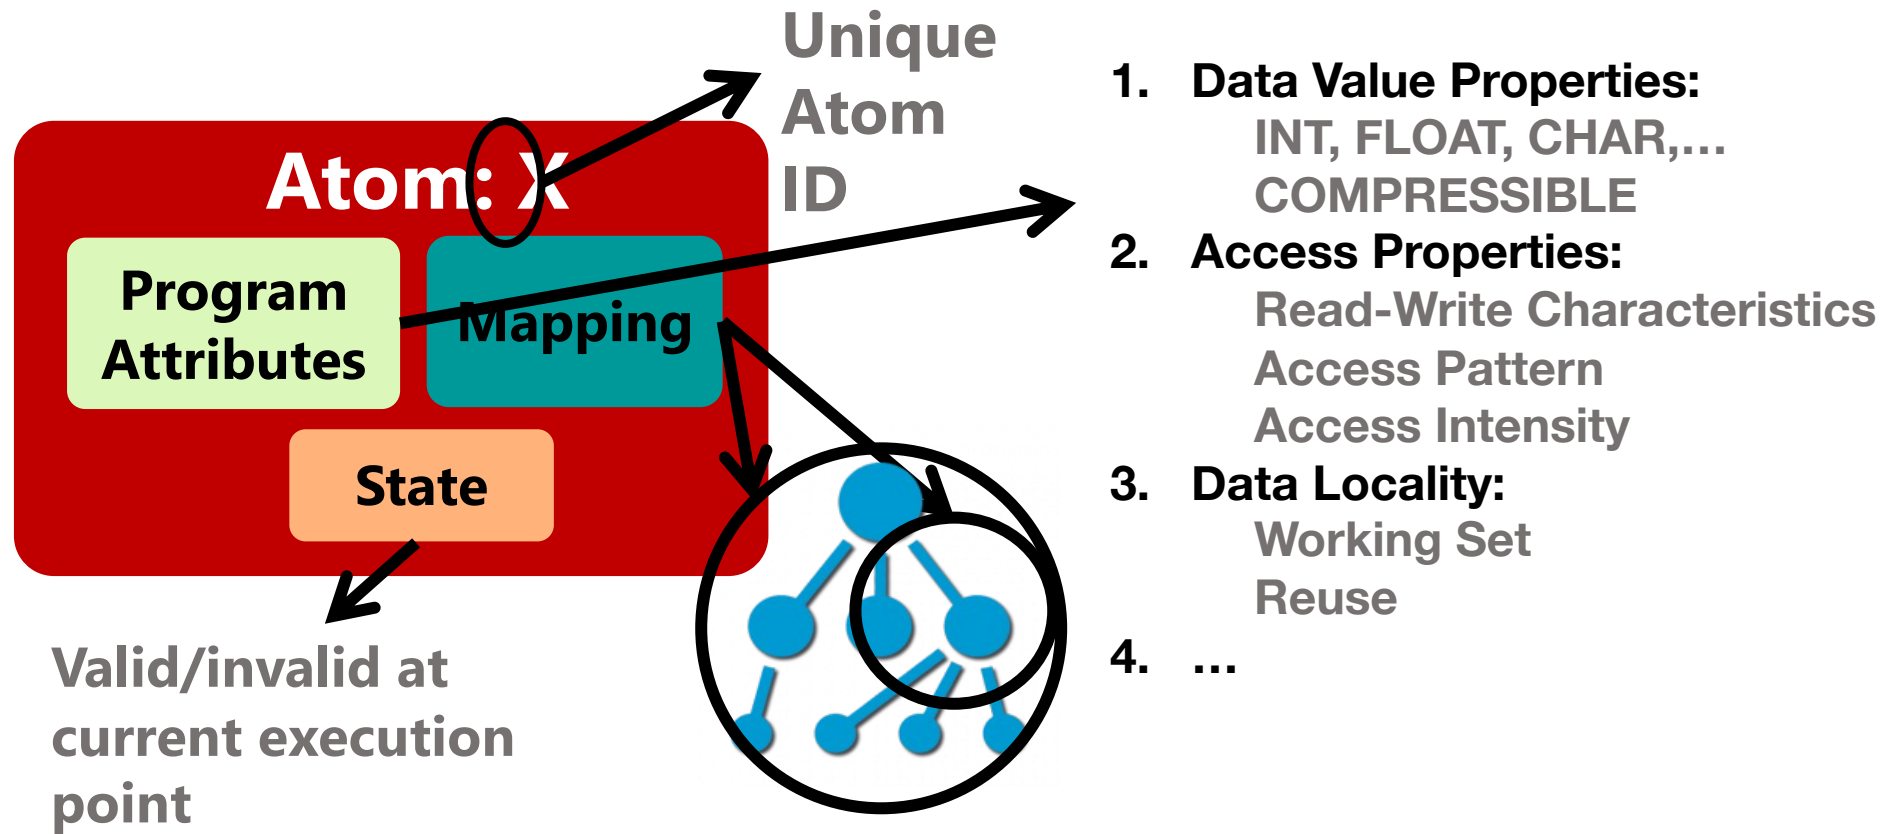 Unique
Atom
ID
Atom: X
Program
Attributes
Mapping
State
Valid/invalid at
current execution
point
1. Data Value Properties:
INT, FLOAT, CHAR,…
COMPRESSIBLE
2. Access Properties:
Read-Write Characteristics
Access Pattern
Access Intensity
3. Data Locality:
Working Set
Reuse
4. …